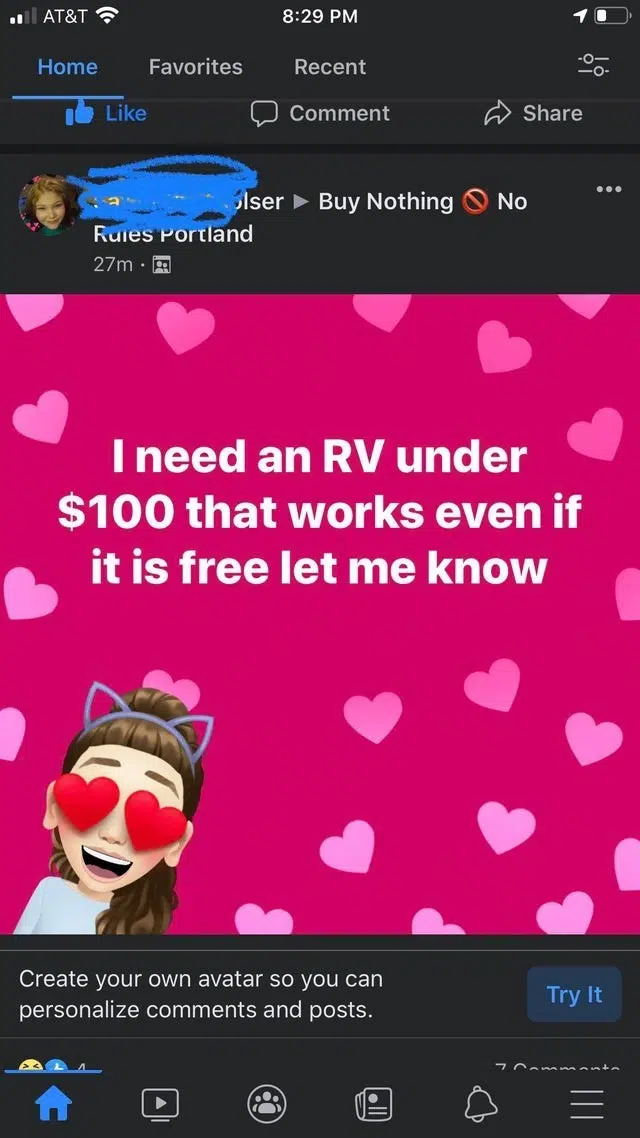 AT&T 8:29 PM
Home Favorites Recent
Like Comment Share
olser ▶ Buy Nothing 🚫 No
Rules Portland
27m ·
I need an RV under
$100 that works even if
it is free let me know
Create your own avatar so you can
personalize comments and posts.
Try It
4 7 Comments